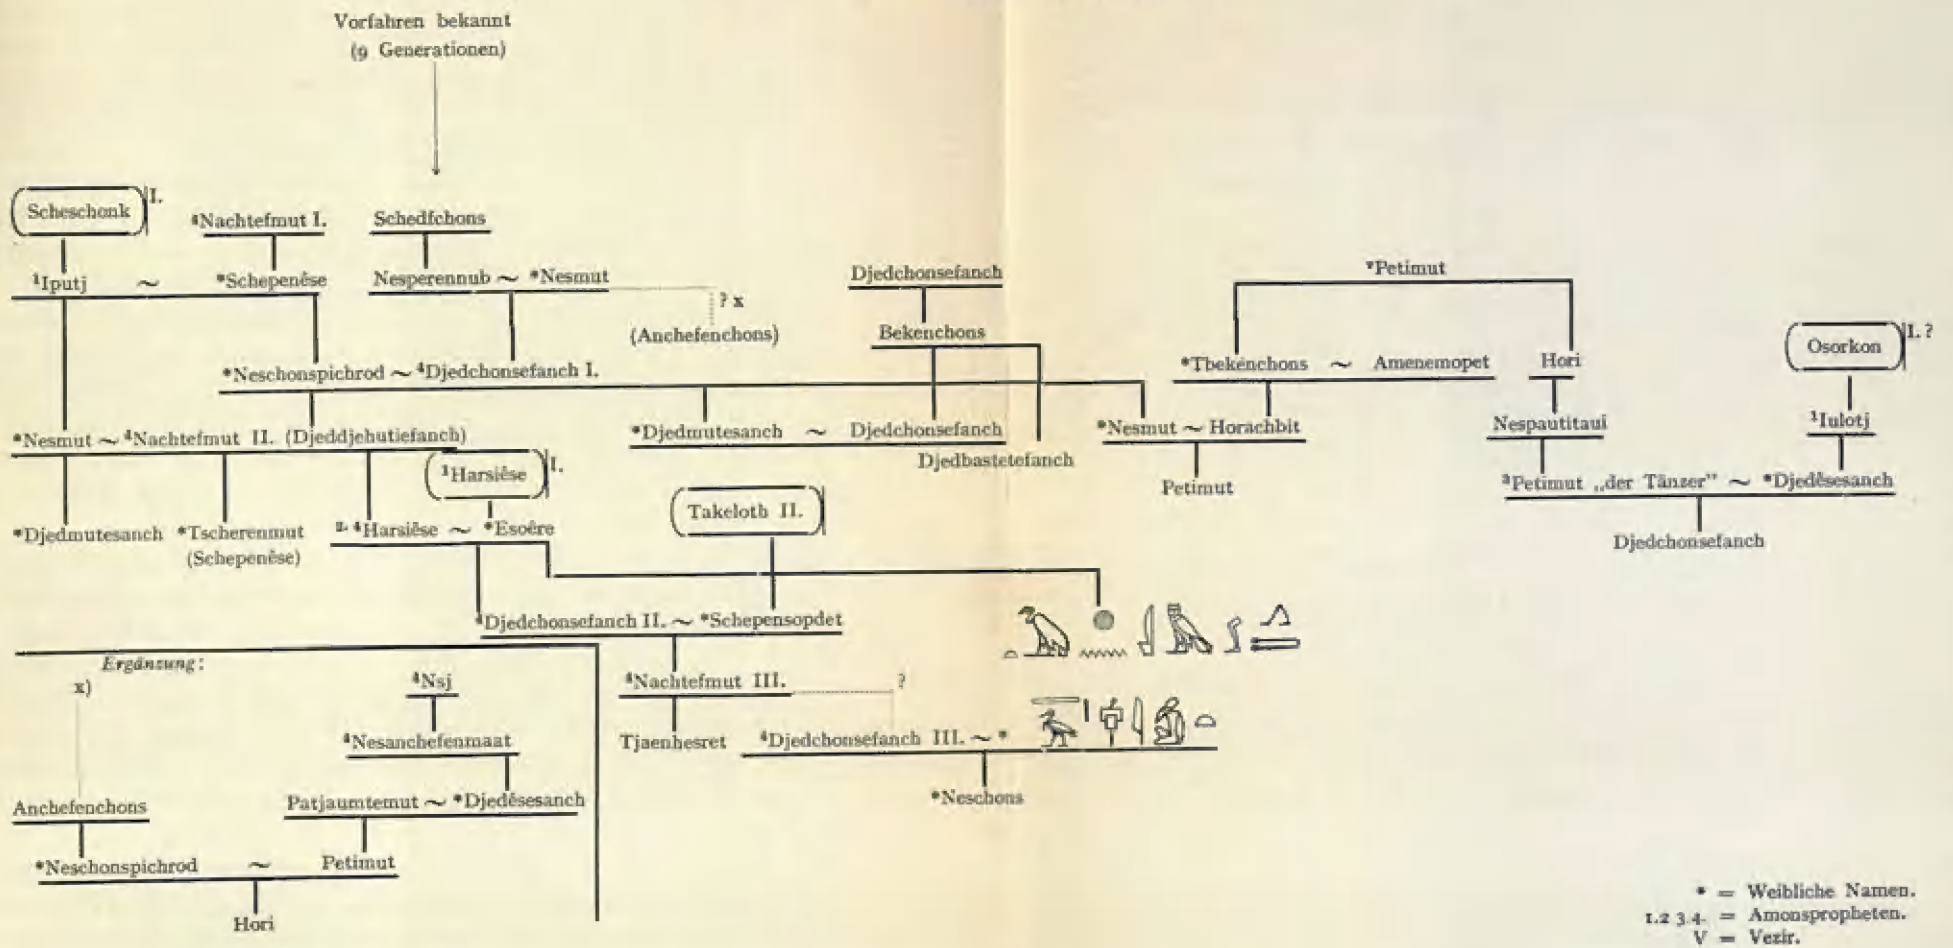 Vorfahren bekannt
(9 Generationen)
Scheschonk I.
⁴Nachtefmut I.
Schedfchons
¹Iputj ~ *Schepenêse
Nesperennub ~ *Nesmut
? x
(Anchefenchons)
Djedchonsefanch
Bekenchons
*Petimut
*Tbekenchons ~ Amenemopet
Hori
Osorkon I. ?
*Neschonspichrod ~ ⁴Djedchonsefanch I.
*Nesmut ~ ⁴Nachtefmut II. (Djeddjehutiefanch)
*Djedmutesanch ~ Djedchonsefanch
Djedbastetefanch
*Nesmut ~ Horachbit
Petimut
Nespautitaui
¹Iulotj
³Petimut „der Tänzer" ~ *Djedêsesanch
Djedchonsefanch
¹Harsiêse I.
Takeloth II.
*Djedmutesanch
*Tscherenmut
(Schepenêse)
²· ⁴Harsiêse ~ *Esoêre
⁴Djedchonsefanch II. ~ *Schepensopdet
⁴Nachtefmut III. ?
Tjaenhesret
⁴Djedchonsefanch III. ~ *
*Neschons
Ergänzung:
x)
⁴Nsj
⁴Nesanchefenmaat
Anchefenchons
Patjaumtemut ~ *Djedêsesanch
*Neschonspichrod ~ Petimut
Hori
* = Weibliche Namen.
1.2 3.4. = Amonspropheten.
V = Vezir.